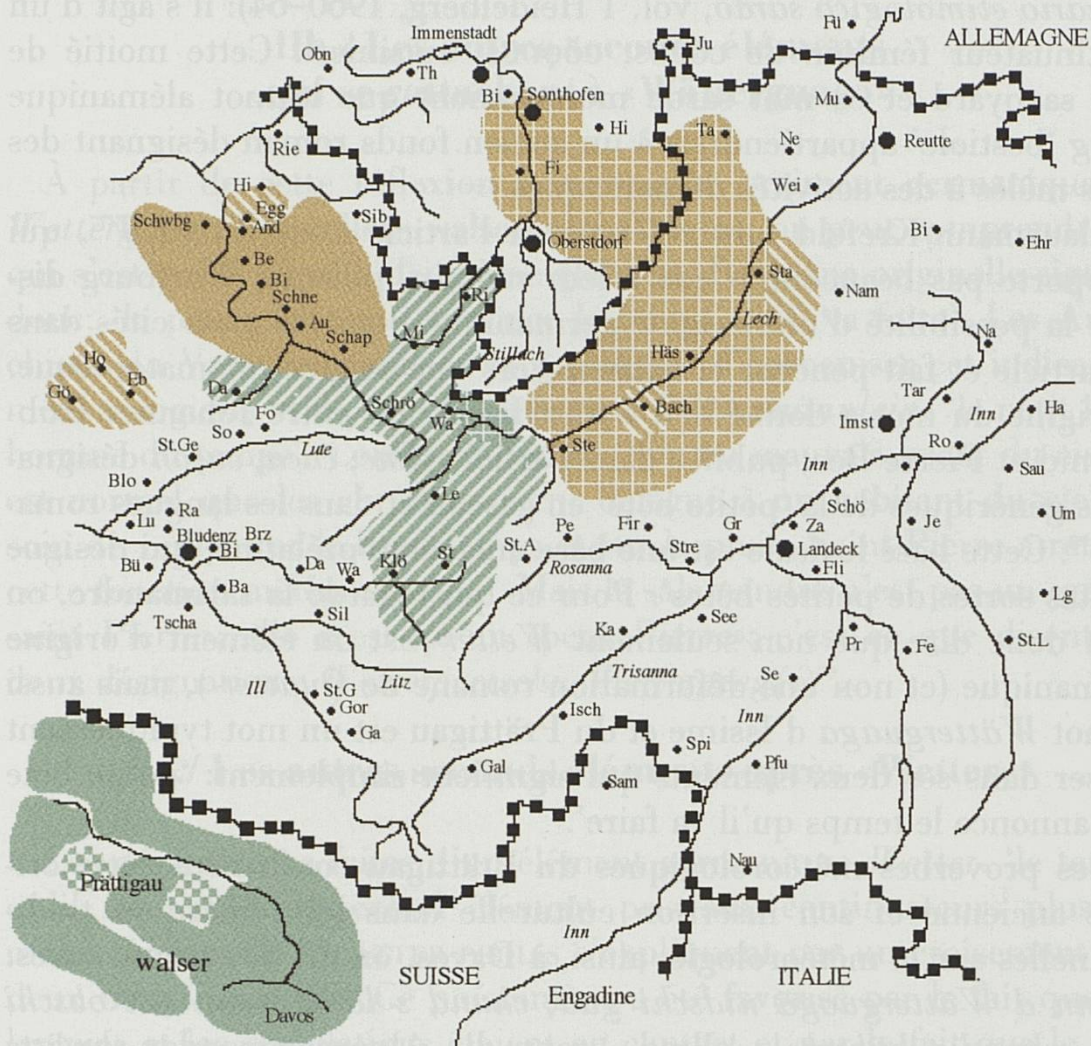 Fü
ALLEMAGNE
Immenstadt
Ju
Obn
Th
Bi
Sonthofen
Mu
Hi
Ta
Ne
Reutte
Rie
Fi
Wei
Hi
Egg
Sib
Schwbg
And
Bi
Ehr
Oberstdorf
Be
Sta
Bi
Ri
Nam
Schne
Au
Mi
Lech
Schap
Stillach
Häs
Na
Ho
Eb
Da
Gö
Schrö
Bach
Tar
Inn
Ha
Fo
Wa
Imst
So
Ste
Ro
St.Ge
Lute
Inn
Sau
Blo
Le
Schö
Ra
Lu
Pe
Fir
Gr
Za
Je
Um
Bludenz
Brz
Bi
St.A
Stre
Landeck
Bü
Da
Wa
Klö
St
Rosanna
Fli
Ba
Lg
Tscha
Sil
See
Ka
Pr
Fe
St.L
Litz
Trisanna
Se
Ill
St.G
Gor
Isch
Inn
Ga
Spi
Gal
Pfu
Sam
Nau
Prättigau
Inn
walser
SUISSE
ITALIE
Engadine
Davos